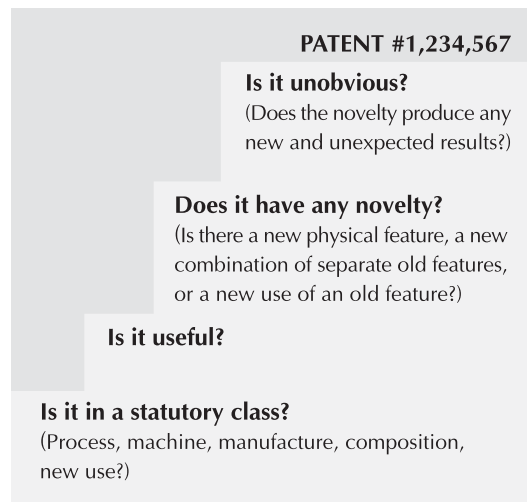 PATENT #1,234,567
Is it unobvious?
(Does the novelty produce any
new and unexpected results?)
Does it have any novelty?
(Is there a new physical feature, a new
combination of separate old features,
or a new use of an old feature?)
Is it useful?
Is it in a statutory class?
(Process, machine, manufacture, composition,
new use?)